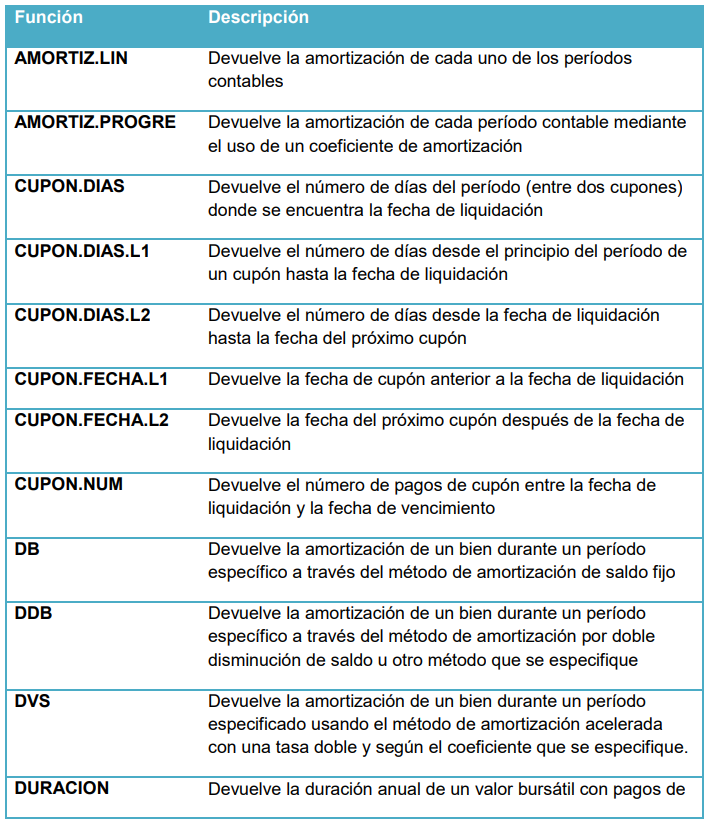 Función Descripción
AMORTIZ.LIN Devuelve la amortización de cada uno de los períodos
contables
AMORTIZ.PROGRE Devuelve la amortización de cada período contable mediante
el uso de un coeficiente de amortización
CUPON.DIAS Devuelve el número de días del período (entre dos cupones)
donde se encuentra la fecha de liquidación
CUPON.DIAS.L1 Devuelve el número de días desde el principio del período de
un cupón hasta la fecha de liquidación
CUPON.DIAS.L2 Devuelve el número de días desde la fecha de liquidación
hasta la fecha del próximo cupón
CUPON.FECHA.L1 Devuelve la fecha de cupón anterior a la fecha de liquidación
CUPON.FECHA.L2 Devuelve la fecha del próximo cupón después de la fecha de
liquidación
CUPON.NUM Devuelve el número de pagos de cupón entre la fecha de
liquidación y la fecha de vencimiento
DB Devuelve la amortización de un bien durante un período
específico a través del método de amortización de saldo fijo
DDB Devuelve la amortización de un bien durante un período
específico a través del método de amortización por doble
disminución de saldo u otro método que se especifique
DVS Devuelve la amortización de un bien durante un período
especificado usando el método de amortización acelerada
con una tasa doble y según el coeficiente que se especifique.
DURACION Devuelve la duración anual de un valor bursátil con pagos de